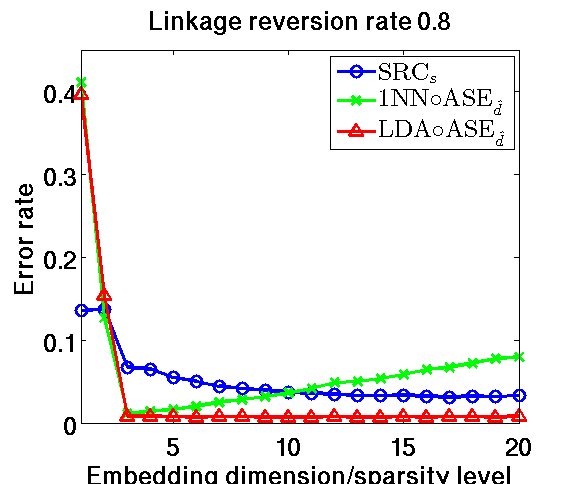 Linkage reversion rate 0.8
SRCₛ
1NN∘ASE_d̂
LDA∘ASE_d̂
Error rate
0.4
0.3
0.2
0.1
0
5 10 15 20
Embedding dimension/sparsity level